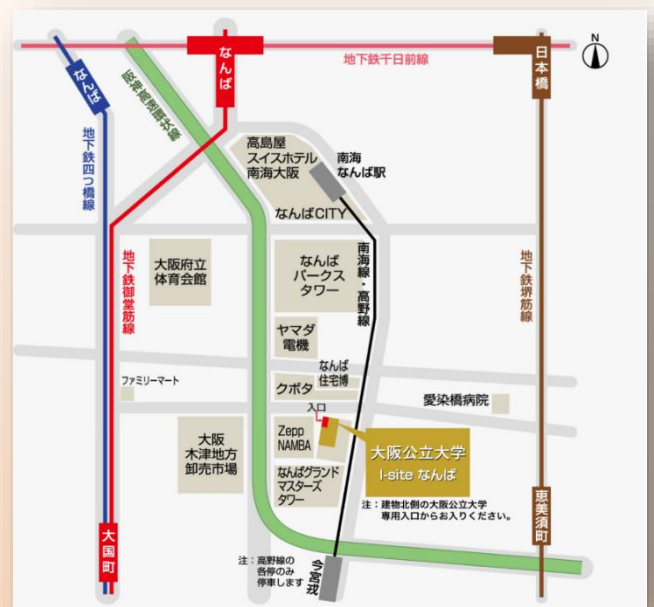 なんば
なんば
地下鉄千日前線
日本橋
N
阪神高速環状線
地下鉄四つ橋線
高島屋
スイスホテル
南海大阪
南海
なんば駅
なんばCITY
地下鉄御堂筋線
大阪府立
体育会館
なんば
パークス
タワー
南海線・高野線
地下鉄堺筋線
ヤマダ
電機
なんば
住宅博
ファミリーマート
クボタ
愛染橋病院
入口
大阪
木津地方
卸売市場
Zepp
NAMBA
大阪公立大学
I-site なんば
なんばグランド
マスターズ
タワー
注：建物北側の大阪公立大学
専用入口からお入りください。
大国町
恵美須町
注：高野線の
各停のみ
停車します
今宮戎